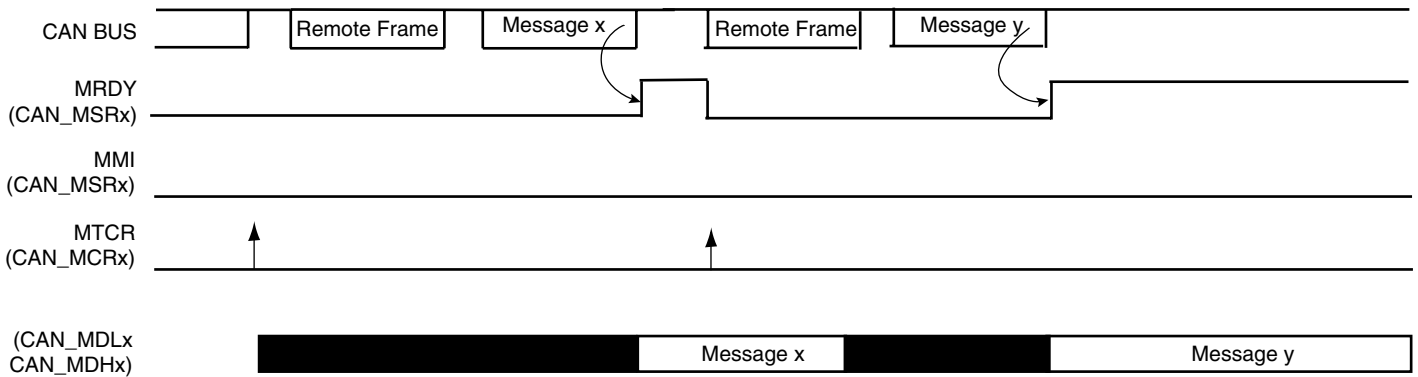 CAN BUS
Remote Frame
Message x
Remote Frame
Message y
MRDY
(CAN_MSRx)
MMI
(CAN_MSRx)
MTCR
(CAN_MCRx)
(CAN_MDLx
CAN_MDHx)
Message x
Message y